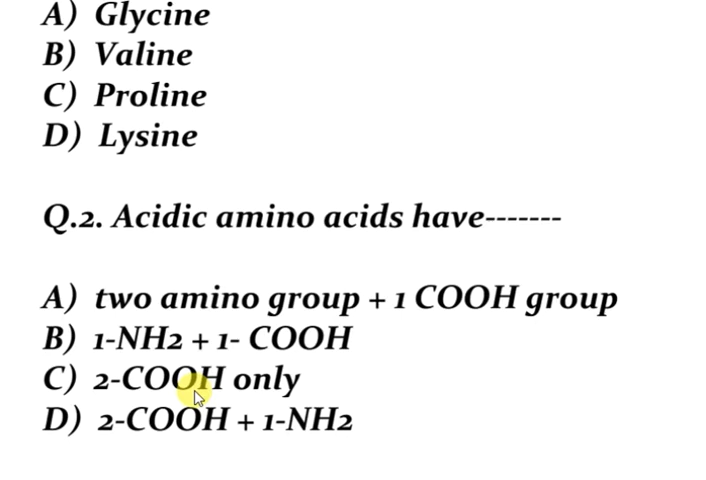 A) Glycine
B) Valine
C) Proline
D) Lysine
Q.2. Acidic amino acids have-------
A) two amino group + 1 COOH group
B) 1-NH2 + 1- COOH
C) 2-COOH only
D) 2-COOH + 1-NH2